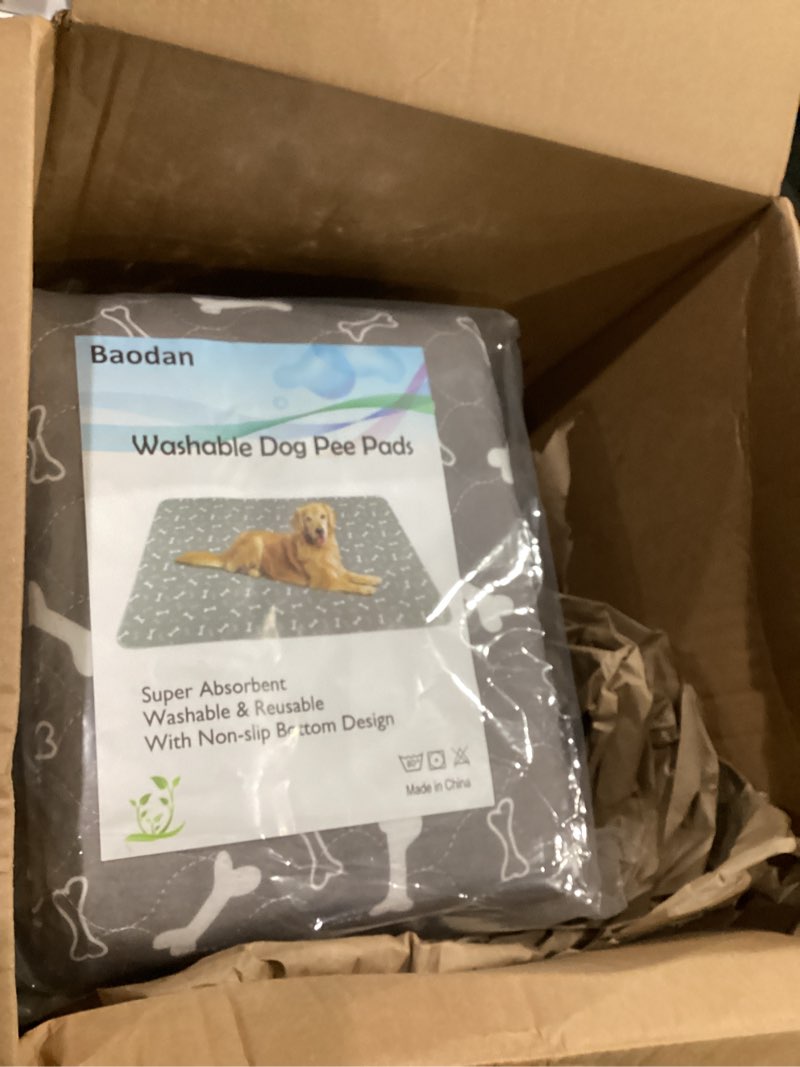 Baodan
Washable Dog Pee Pads
Super Absorbent
Washable & Reusable
With Non-slip Bottom Design
Made in China